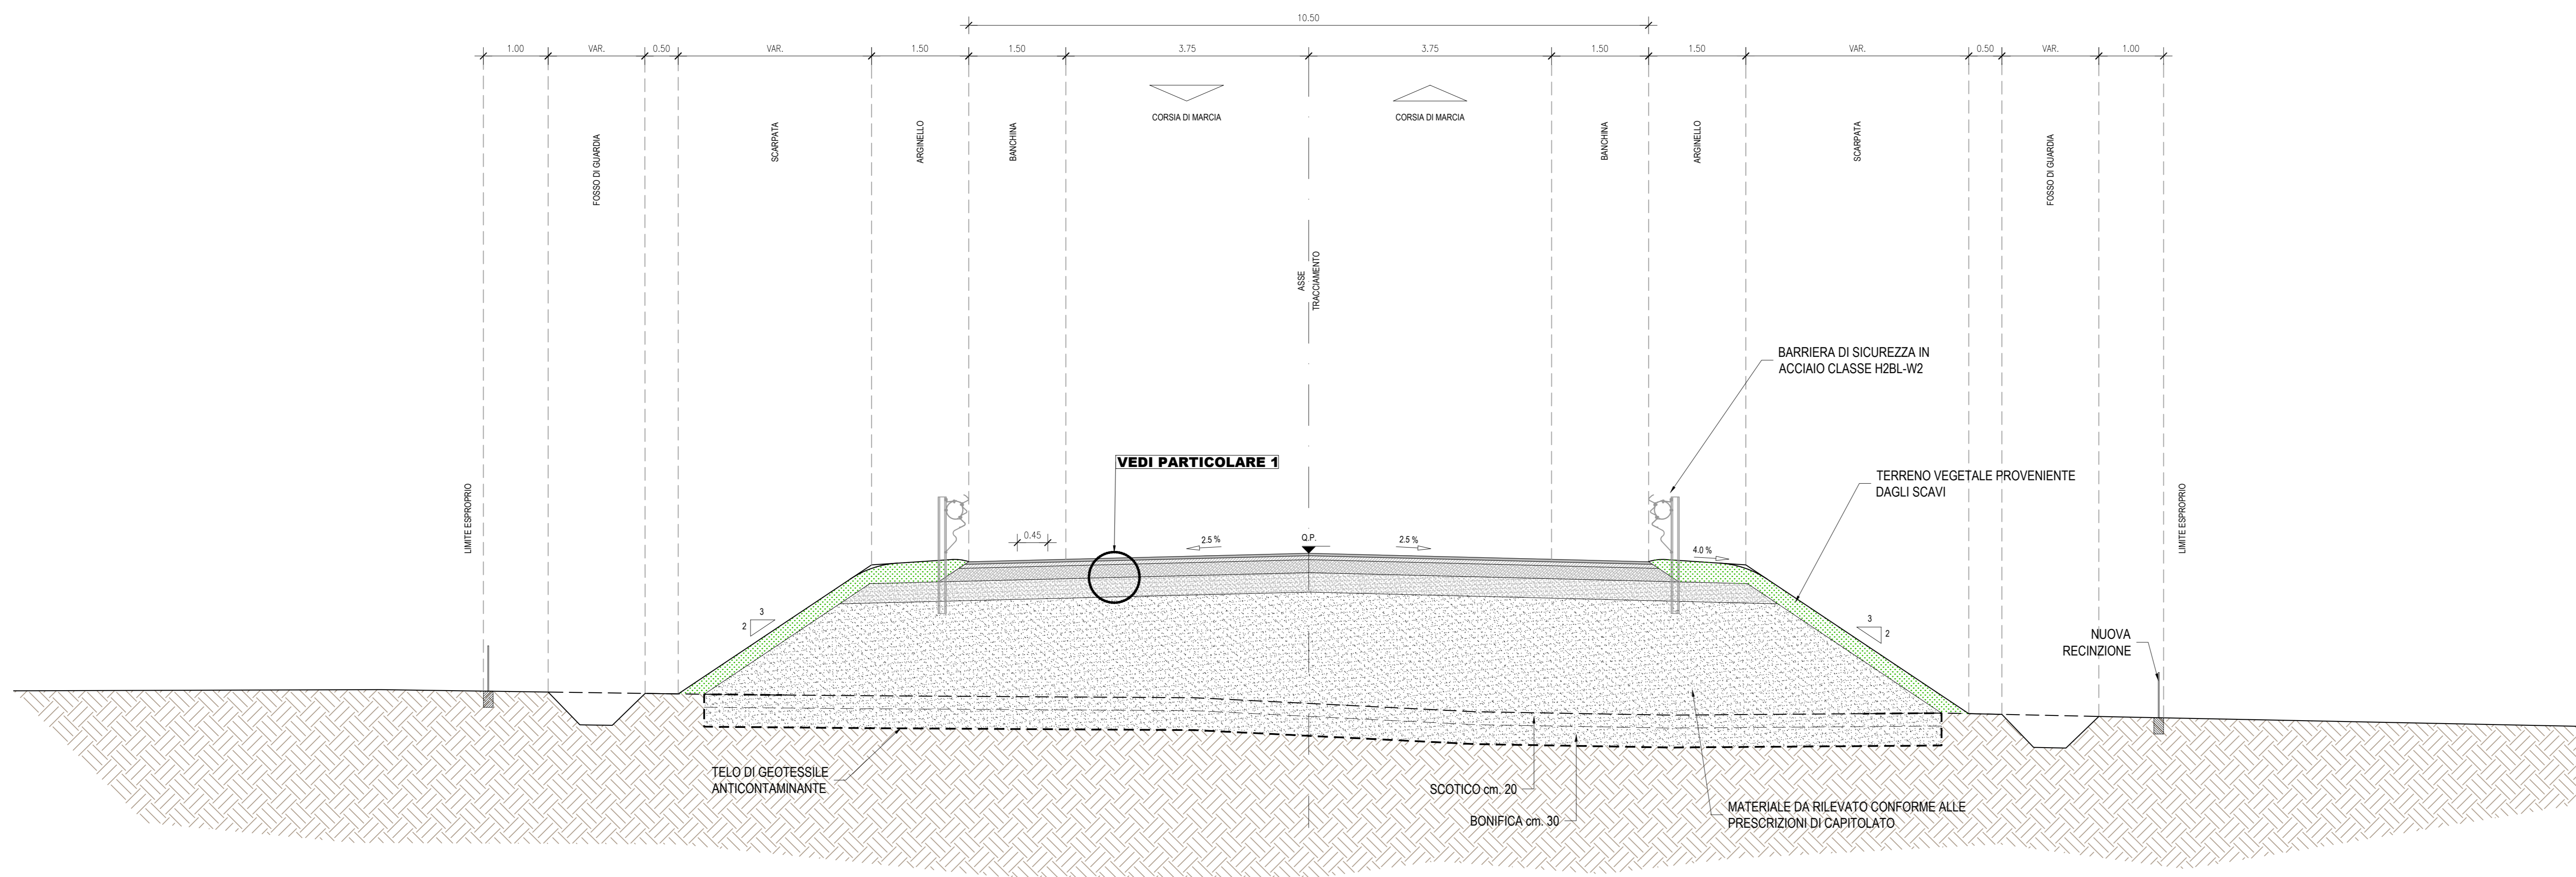 10.50
1.00 VAR. 0.50 VAR. 1.50 1.50 3.75 3.75 1.50 1.50 VAR. 0.50 VAR. 1.00
CORSIA DI MARCIA
CORSIA DI MARCIA
FOSSO DI GUARDIA
SCARPATA
ARGINELLO
BANCHINA
BANCHINA
ARGINELLO
SCARPATA
FOSSO DI GUARDIA
ASSE
TRACCIAMENTO
BARRIERA DI SICUREZZA IN
ACCIAIO CLASSE H2BL-W2
VEDI PARTICOLARE 1
TERRENO VEGETALE PROVENIENTE
DAGLI SCAVI
LIMITE ESPROPRIO
LIMITE ESPROPRIO
0.45
2.5 %
Q.P.
2.5 %
4.0 %
3
2
3
2
NUOVA
RECINZIONE
TELO DI GEOTESSILE
ANTICONTAMINANTE
SCOTICO cm. 20
BONIFICA cm. 30
MATERIALE DA RILEVATO CONFORME ALLE
PRESCRIZIONI DI CAPITOLATO